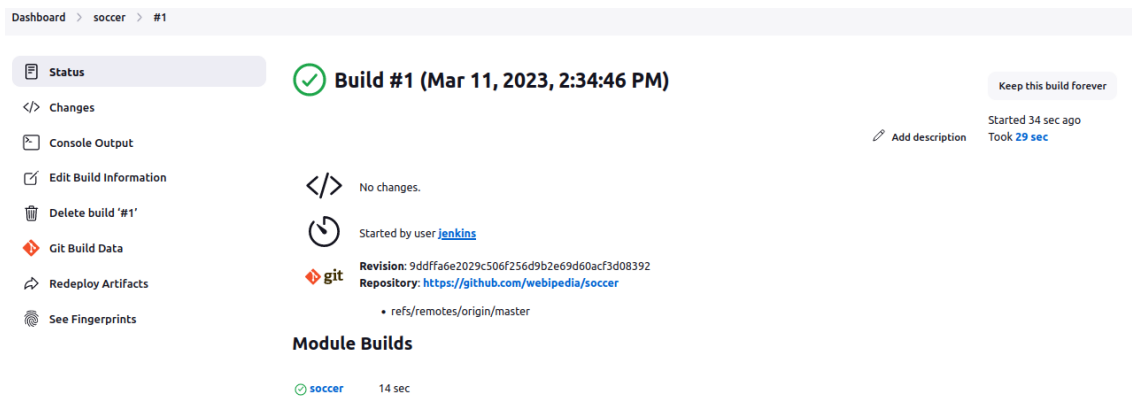 Dashboard > soccer > #1
Status
Changes
Console Output
Edit Build Information
Delete build ‘#1’
Git Build Data
Redeploy Artifacts
See Fingerprints
Build #1 (Mar 11, 2023, 2:34:46 PM)
Keep this build forever
Started 34 sec ago
Took 29 sec
Add description
No changes.
Started by user jenkins
git
Revision: 9ddffa6e2029c506f256d9b2e69d60acf3d08392
Repository: https://github.com/webipedia/soccer
• refs/remotes/origin/master
Module Builds
soccer 14 sec